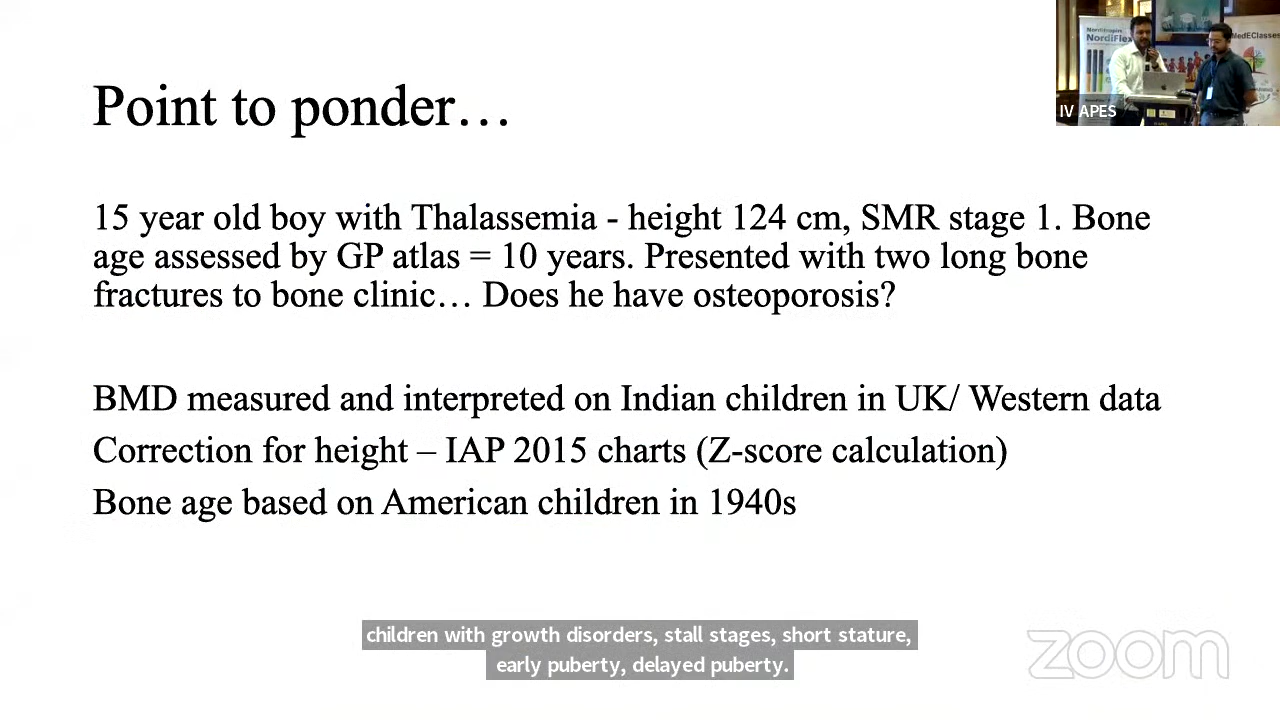 Point to ponder…
15 year old boy with Thalassemia - height 124 cm, SMR stage 1. Bone
age assessed by GP atlas = 10 years. Presented with two long bone
fractures to bone clinic… Does he have osteoporosis?
BMD measured and interpreted on Indian children in UK/ Western data
Correction for height – IAP 2015 charts (Z-score calculation)
Bone age based on American children in 1940s
NordiFlex
MedEClasses
IV APES
children with growth disorders, stall stages, short stature,
early puberty, delayed puberty.
zoom